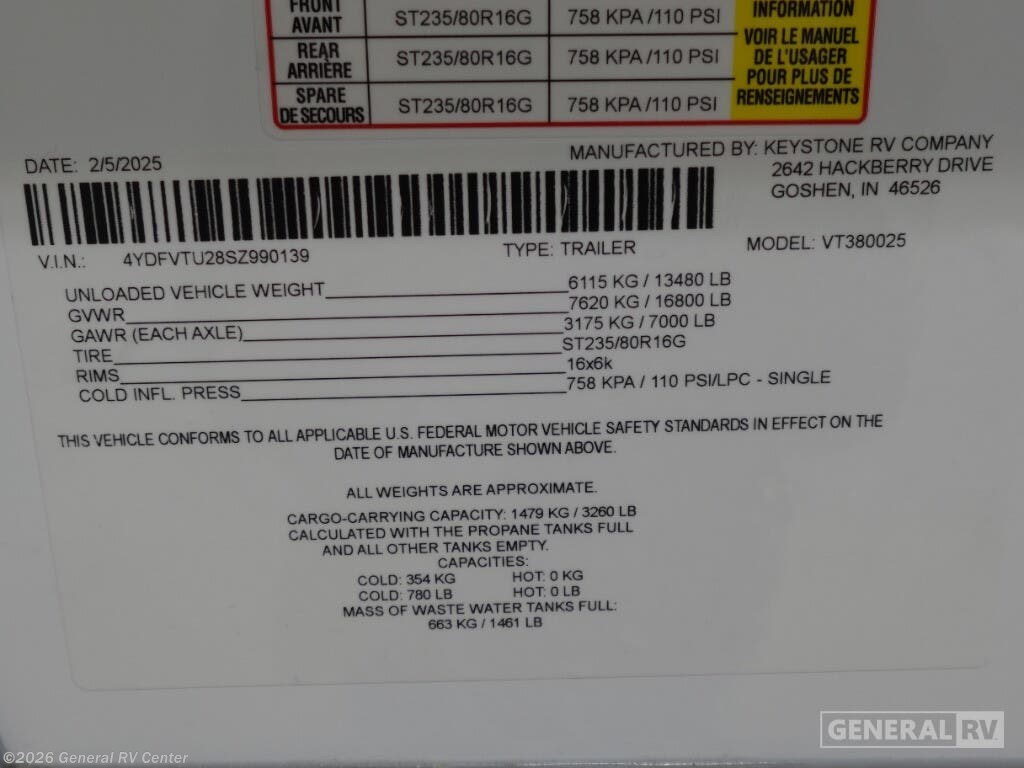 FRONT
AVANT
ST235/80R16G
758 KPA /110 PSI
INFORMATION
VOIR LE MANUEL
DE L'USAGER
POUR PLUS DE
RENSEIGNEMENTS
REAR
ARRIÈRE
ST235/80R16G
758 KPA /110 PSI
SPARE
DE SECOURS
ST235/80R16G
758 KPA /110 PSI
DATE: 2/5/2025
MANUFACTURED BY: KEYSTONE RV COMPANY
2642 HACKBERRY DRIVE
GOSHEN, IN 46526
V.I.N.: 4YDFVTU28SZ990139 TYPE: TRAILER MODEL: VT380025
UNLOADED VEHICLE WEIGHT 6115 KG / 13480 LB
GVWR 7620 KG / 16800 LB
GAWR (EACH AXLE) 3175 KG / 7000 LB
TIRE ST235/80R16G
RIMS 16x6k
COLD INFL. PRESS 758 KPA / 110 PSI/LPC - SINGLE
THIS VEHICLE CONFORMS TO ALL APPLICABLE U.S. FEDERAL MOTOR VEHICLE SAFETY STANDARDS IN EFFECT ON THE
DATE OF MANUFACTURE SHOWN ABOVE.
ALL WEIGHTS ARE APPROXIMATE.
CARGO-CARRYING CAPACITY: 1479 KG / 3260 LB
CALCULATED WITH THE PROPANE TANKS FULL
AND ALL OTHER TANKS EMPTY.
CAPACITIES:
COLD: 354 KG HOT: 0 KG
COLD: 780 LB HOT: 0 LB
MASS OF WASTE WATER TANKS FULL:
663 KG / 1461 LB
GENERAL RV
©2026 General RV Center